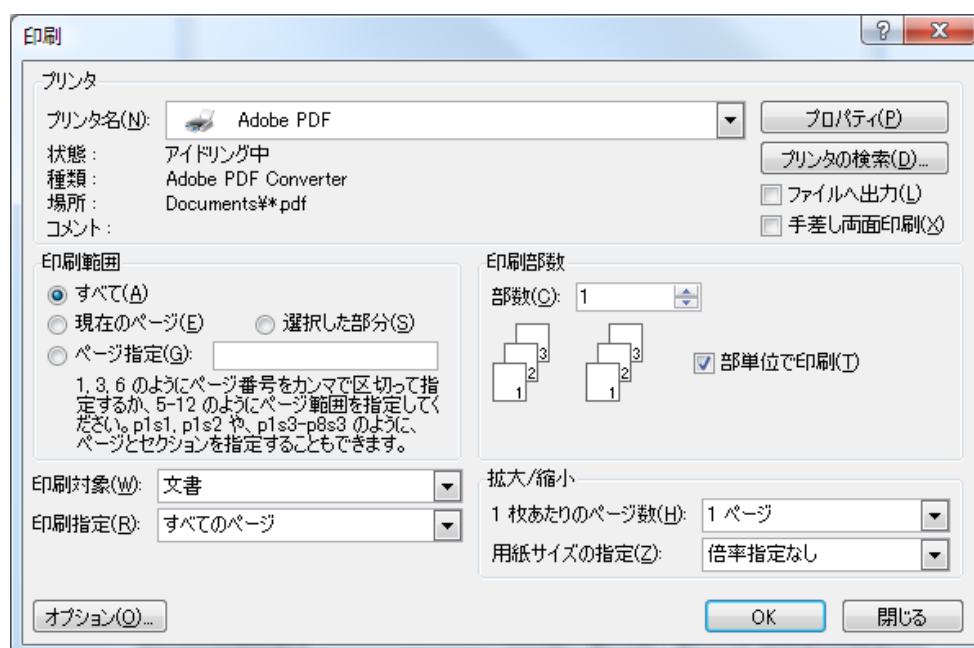 印刷
プリンタ
プリンタ名(N): Adobe PDF プロパティ(P)
状態: アイドリング中 プリンタの検索(D)...
種類: Adobe PDF Converter
場所: Documents¥*.pdf ファイルへ出力(L)
コメント: 手差し両面印刷(X)
印刷範囲
すべて(A)
現在のページ(E) 選択した部分(S)
ページ指定(G):
1, 3, 6 のようにページ番号をカンマで区切って指
定するか、5-12 のようにページ範囲を指定してく
ださい。p1s1, p1s2 や、p1s3-p8s3 のように、
ページとセクションを指定することもできます。
印刷部数
部数(C): 1
3 3
2 2
1 1
部単位で印刷(T)
印刷対象(W): 文書
印刷指定(R): すべてのページ
拡大/縮小
1 枚あたりのページ数(H): 1 ページ
用紙サイズの指定(Z): 倍率指定なし
オプション(O)... OK 閉じる